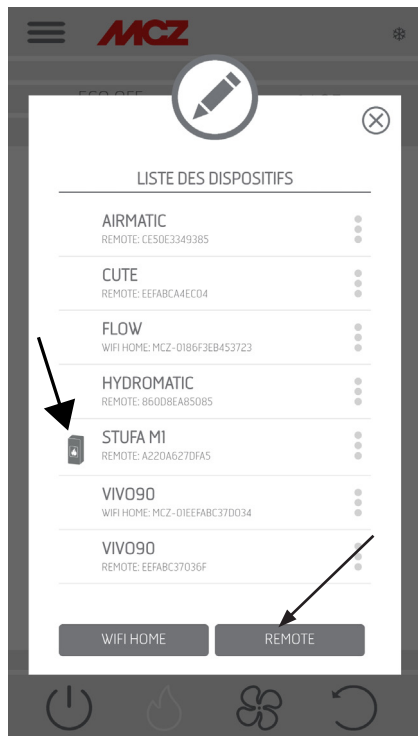 MCZ
LISTE DES DISPOSITIFS
AIRMATIC
REMOTE: CE5DE3349385
CUTE
REMOTE: EEFABCA4EC04
FLOW
WIFI HOME: MCZ-0186F3EB453723
HYDROMATIC
REMOTE: 860D8EA85085
STUFA M1
REMOTE: A220A627DFA5
VIVO90
WIFI HOME: MCZ-01EEFABC37D034
VIVO90
REMOTE: EEFABC37036F
WIFI HOME
REMOTE